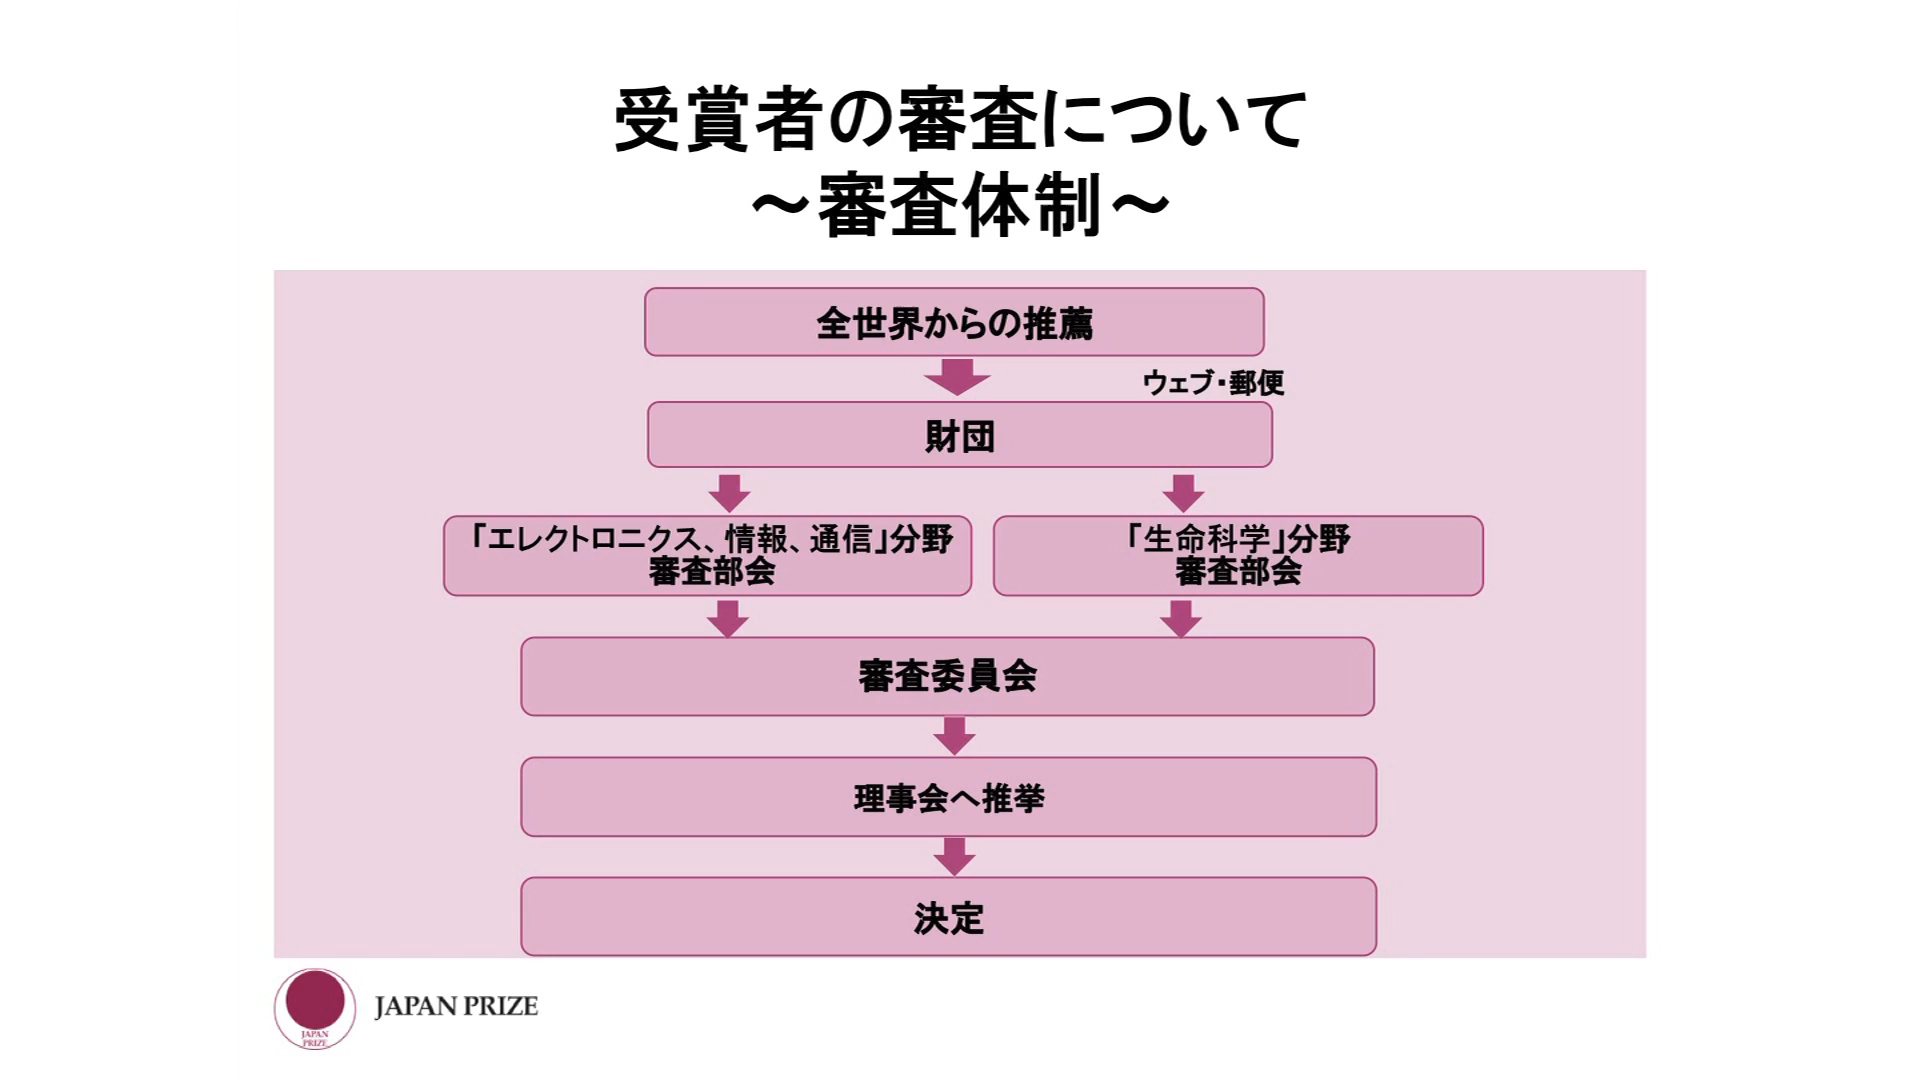 受賞者の審査について
～審査体制～
全世界からの推薦
ウェブ・郵便
財団
「エレクトロニクス、情報、通信」分野
審査部会
「生命科学」分野
審査部会
審査委員会
理事会へ推挙
決定
JAPAN
PRIZE
JAPAN PRIZE